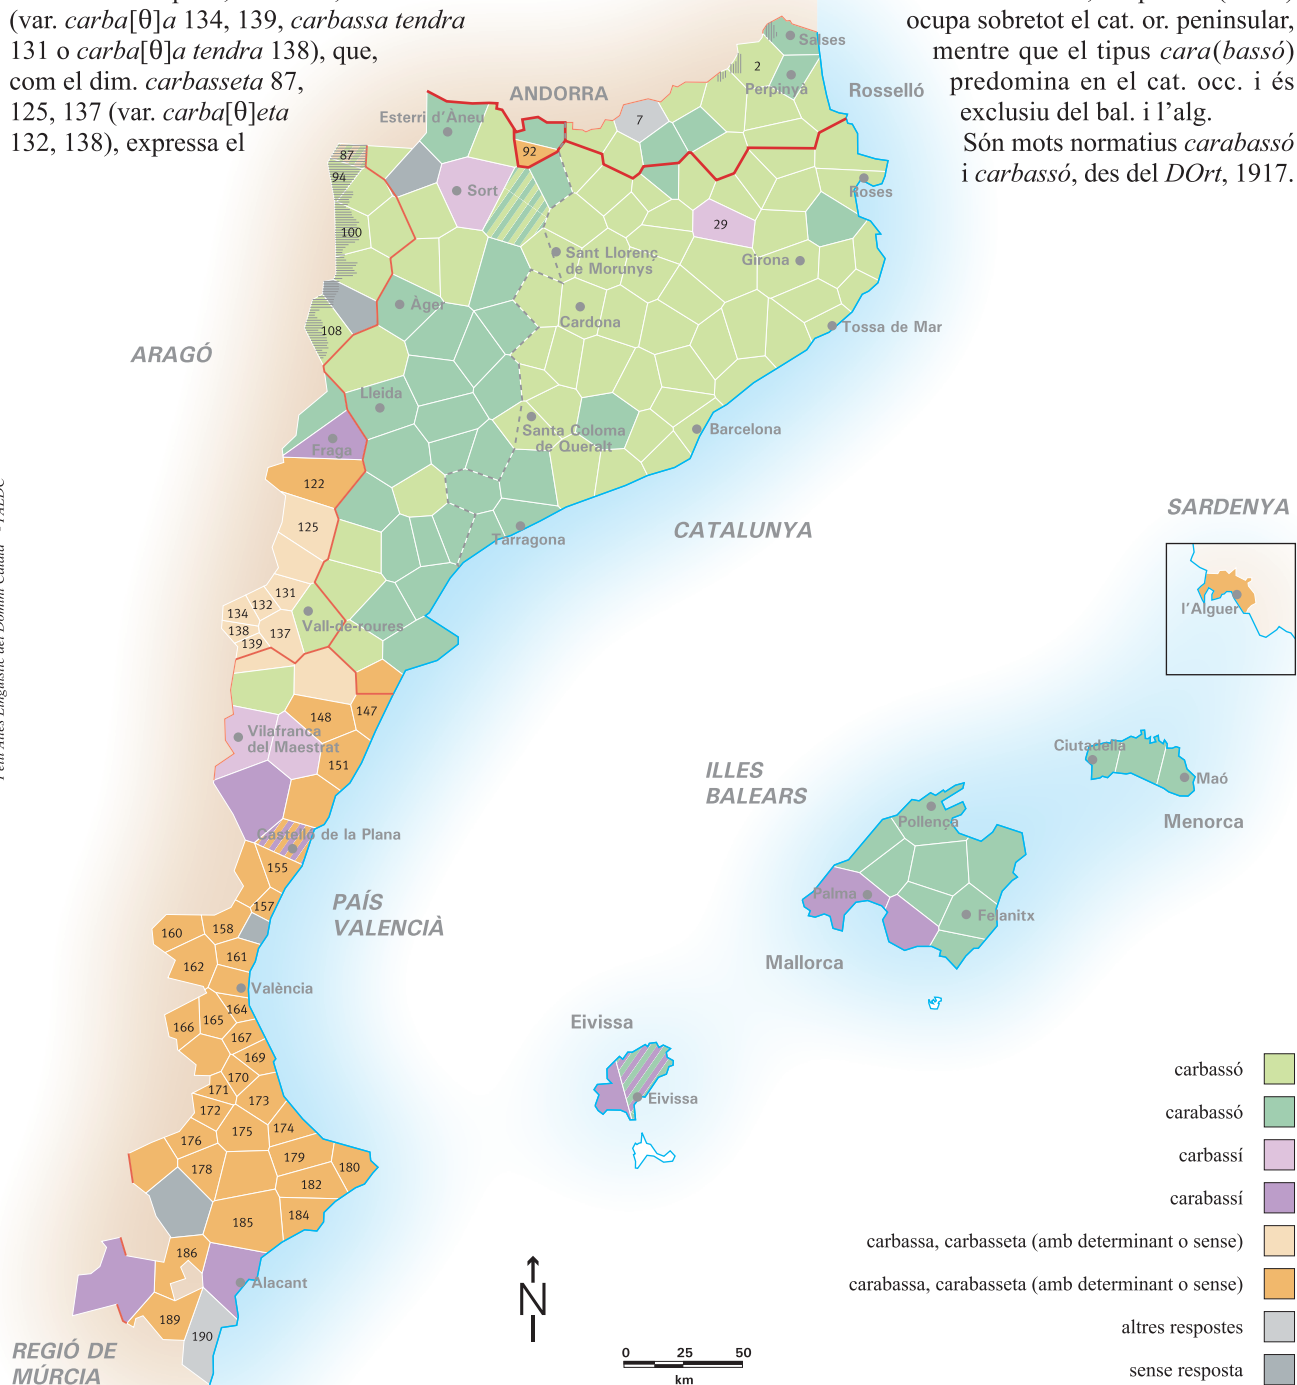 (var. carba[θ]a 134, 139, carbassa tendra
131 o carba[θ]a tendra 138), que,
com el dim. carbasseta 87,
125, 137 (var. carba[θ]eta
132, 138), expressa el
ocupa sobretot el cat. or. peninsular,
mentre que el tipus cara(bassó)
predomina en el cat. occ. i és
exclusiu del bal. i l'alg.
Són mots normatius carabassó
i carbassó, des del DOrt, 1917.
Salses
2
Perpinyà
Rosselló
ANDORRA
7
Esterri d'Àneu
92
87
94
Sort
Roses
100
29
Sant Llorenç
de Morunys
Girona
Àger
Cardona
108
Tossa de Mar
ARAGÓ
Lleida
Santa Coloma
de Queralt
Barcelona
Fraga
122
125
Tarragona
CATALUNYA
SARDENYA
l'Alguer
131
132
134
138
137
139
Vall-de-roures
148
147
Vilafranca
del Maestrat
151
ILLES
BALEARS
Ciutadella
Maó
Menorca
Pollença
Castelló de la Plana
155
157
PAÍS
VALENCIÀ
Palma
Felanitx
Mallorca
158
160
161
162
València
164
165
166
167
169
170
171
172
173
174
175
176
178
179
180
182
184
185
186
189
190
Eivissa
Eivissa
Alacant
REGIÓ DE
MÚRCIA
N
0 25 50
km
carbassó
carabassó
carbassí
carabassí
carbassa, carbasseta (amb determinant o sense)
carabassa, carabasseta (amb determinant o sense)
altres respostes
sense resposta